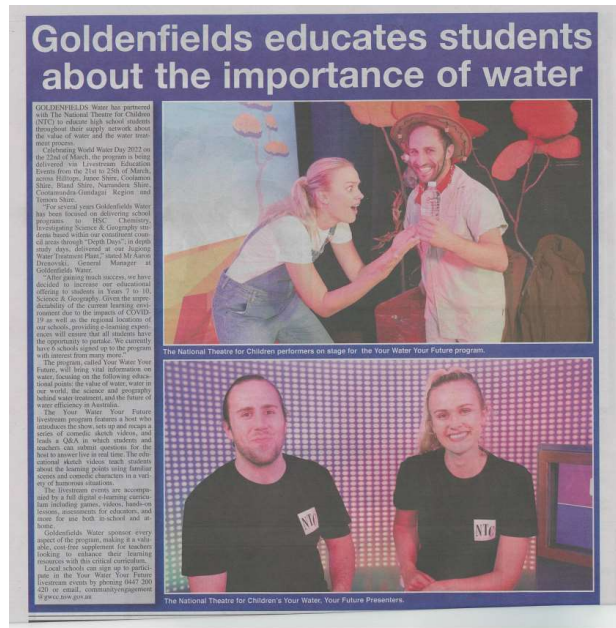 Goldenfields educates students
about the importance of water
GOLDENFIELDS Water has partnered
with The National Theatre for Children
(NTC) to educate high school students
throughout their supply network about
the value of water and the water treat-
ment process.
Celebrating World Water Day 2022 on
the 22nd of March, the program is being
delivered via Livestream Education
Events from the 21st to 25th of March,
across Hilltops, Junee Shire, Coolamon
Shire, Bland Shire, Narrandera Shire,
Cootamundra-Gundagai Region and
Temora Shire.
"For several years Goldenfields Water
has been focused on delivering school
programs to HSC Chemistry,
Investigating Science & Geography stu-
dents based within our constituent coun-
cil areas through "Depth Days"; in depth
study days, delivered at our Jugiong
Water Treatment Plant," stated Mr Aaron
Drenovski, General Manager at
Goldenfields Water.
"After gaining much success, we have
decided to increase our educational
offering to students in Years 7 to 10,
Science & Geography. Given the unpre-
dictability of the current learning envi-
ronment due to the impacts of COVID-
19 as well as the regional locations of
our schools, providing e-learning experi-
ences will ensure that all students have
the opportunity to partake. We currently
have 6 schools signed up to the program
with interest from many more."
The program, called Your Water Your
Future, will bring vital information on
water, focusing on the following educa-
tional points: the value of water, water in
our world, the science and geography
behind water treatment, and the future of
water efficiency in Australia.
The Your Water Your Future
livestream program features a host who
introduces the show, sets up and recaps a
series of comedic sketch videos, and
leads a Q&A in which students and
teachers can submit questions for the
host to answer live in real time. The edu-
cational sketch videos teach students
about the learning points using familiar
scenes and comedic characters in a vari-
ety of humorous situations.
The livestream events are accompa-
nied by a full digital e-learning curricu-
lum including games, videos, hands-on
lessons, assessments for educators, and
more for use both in-school and at-
home.
Goldenfields Water sponsor every
aspect of the program, making it a valu-
able, cost-free supplement for teachers
looking to enhance their learning
resources with this critical curriculum.
Local schools can sign up to partici-
pate in the Your Water Your Future
livestream events by phoning 0447 200
420 or email, communityengagement
@gwcc.nsw.gov.au
The National Theatre for Children performers on stage for the Your Water Your Future program.
NTC
NTC
The National Theatre for Children's Your Water, Your Future Presenters.